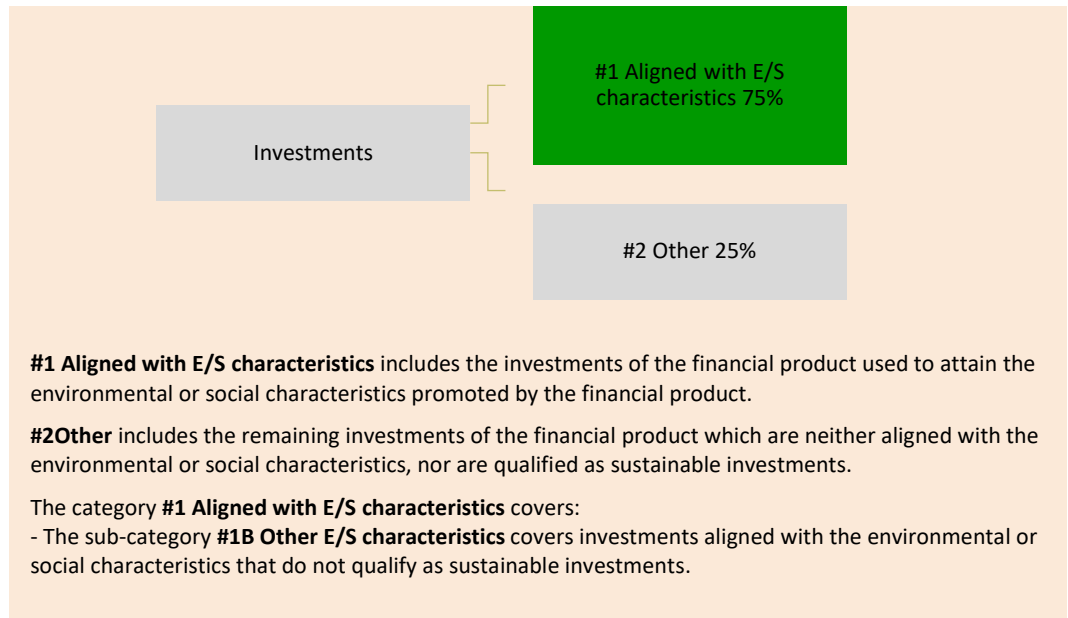 #1 Aligned with E/S
characteristics 75%
Investments
#2 Other 25%
#1 Aligned with E/S characteristics includes the investments of the financial product used to attain the
environmental or social characteristics promoted by the financial product.
#2Other includes the remaining investments of the financial product which are neither aligned with the
environmental or social characteristics, nor are qualified as sustainable investments.
The category #1 Aligned with E/S characteristics covers:
- The sub-category #1B Other E/S characteristics covers investments aligned with the environmental or
social characteristics that do not qualify as sustainable investments.